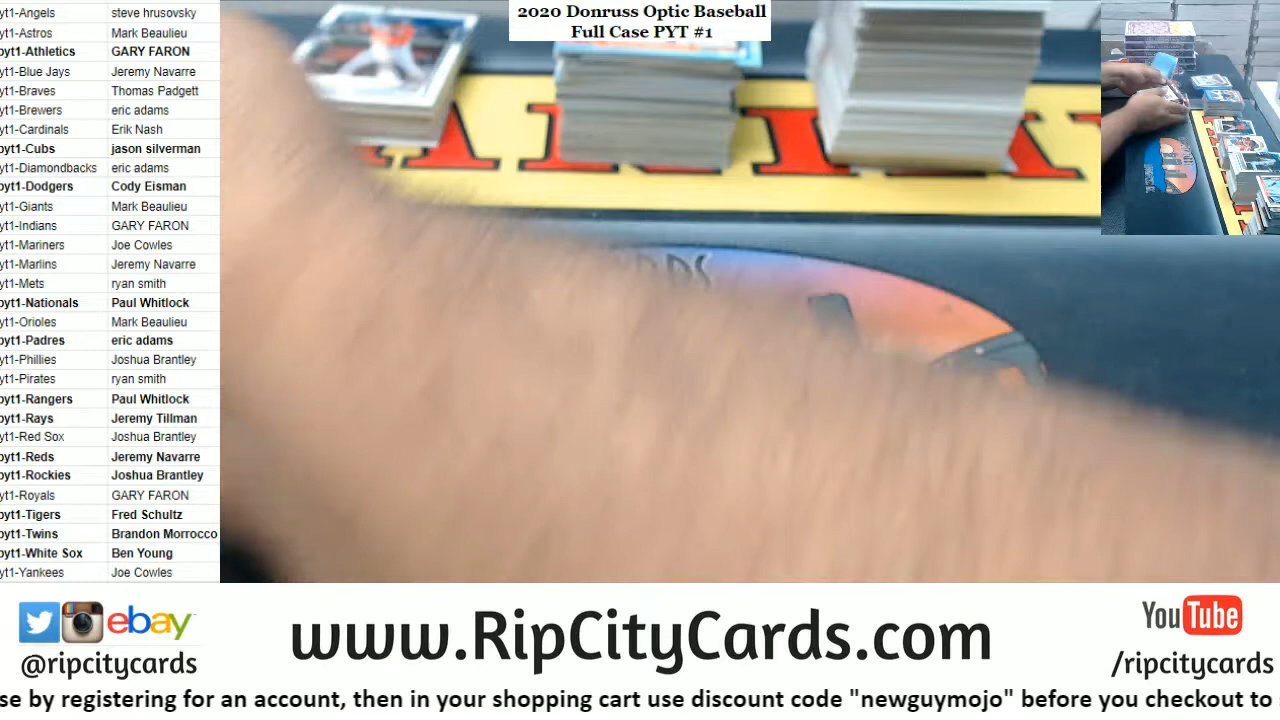 2020 Donruss Optic Baseball
Full Case PYT #1
yt1-Angels steve hrusovsky
yt1-Astros Mark Beaulieu
pyt1-Athletics GARY FARON
yt1-Blue Jays Jeremy Navarre
yt1-Braves Thomas Padgett
yt1-Brewers eric adams
yt1-Cardinals Erik Nash
pyt1-Cubs jason silverman
yt1-Diamondbacks eric adams
pyt1-Dodgers Cody Eisman
yt1-Giants Mark Beaulieu
yt1-Indians GARY FARON
yt1-Mariners Joe Cowles
yt1-Marlins Jeremy Navarre
yt1-Mets ryan smith
pyt1-Nationals Paul Whitlock
yt1-Orioles Mark Beaulieu
pyt1-Padres eric adams
yt1-Phillies Joshua Brantley
yt1-Pirates ryan smith
pyt1-Rangers Paul Whitlock
pyt1-Rays Jeremy Tillman
yt1-Red Sox Joshua Brantley
pyt1-Reds Jeremy Navarre
pyt1-Rockies Joshua Brantley
yt1-Royals GARY FARON
pyt1-Tigers Fred Schultz
pyt1-Twins Brandon Morrocco
pyt1-White Sox Ben Young
yt1-Yankees Joe Cowles
ebay
@ripcitycards
www.RipCityCards.com
YouTube
/ripcitycards
se by registering for an account, then in your shopping cart use discount code "newguymojo" before you checkout to